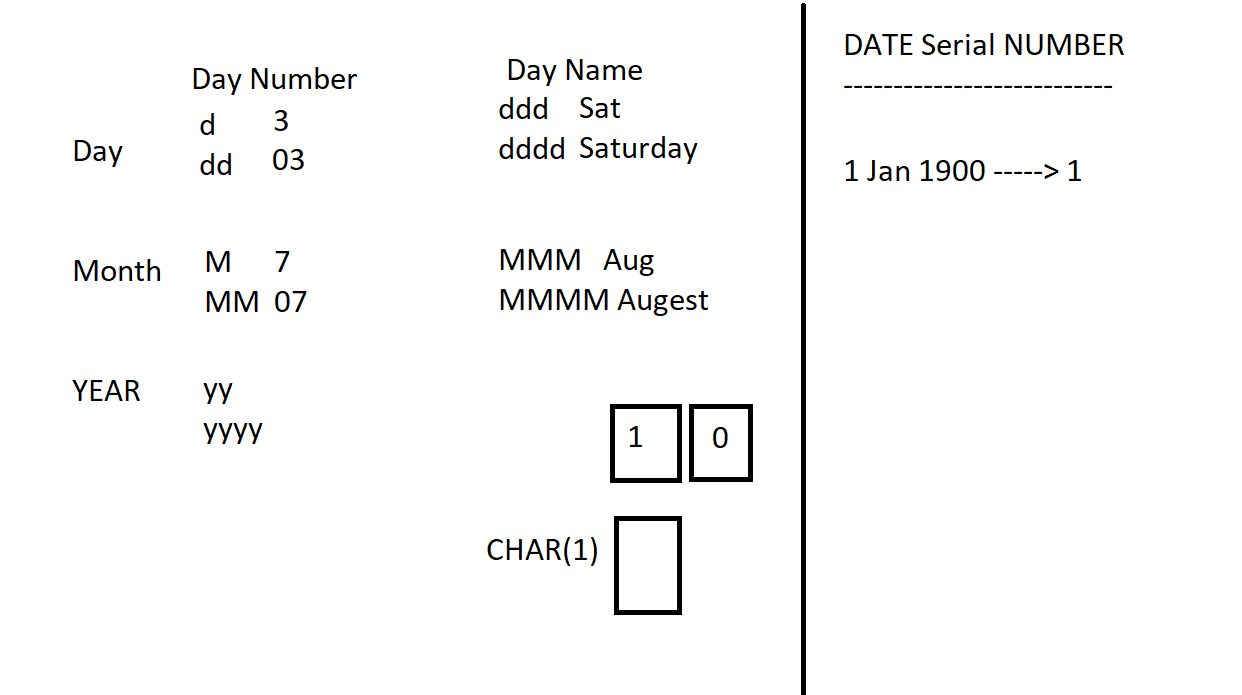 Day Number
Day
d 3
dd 03
Day Name
ddd Sat
dddd Saturday
Month
M 7
MM 07
MMM Aug
MMMM Augest
YEAR
yy
yyyy
1 0
CHAR(1)
DATE Serial NUMBER
---------------------------
1 Jan 1900 -----> 1